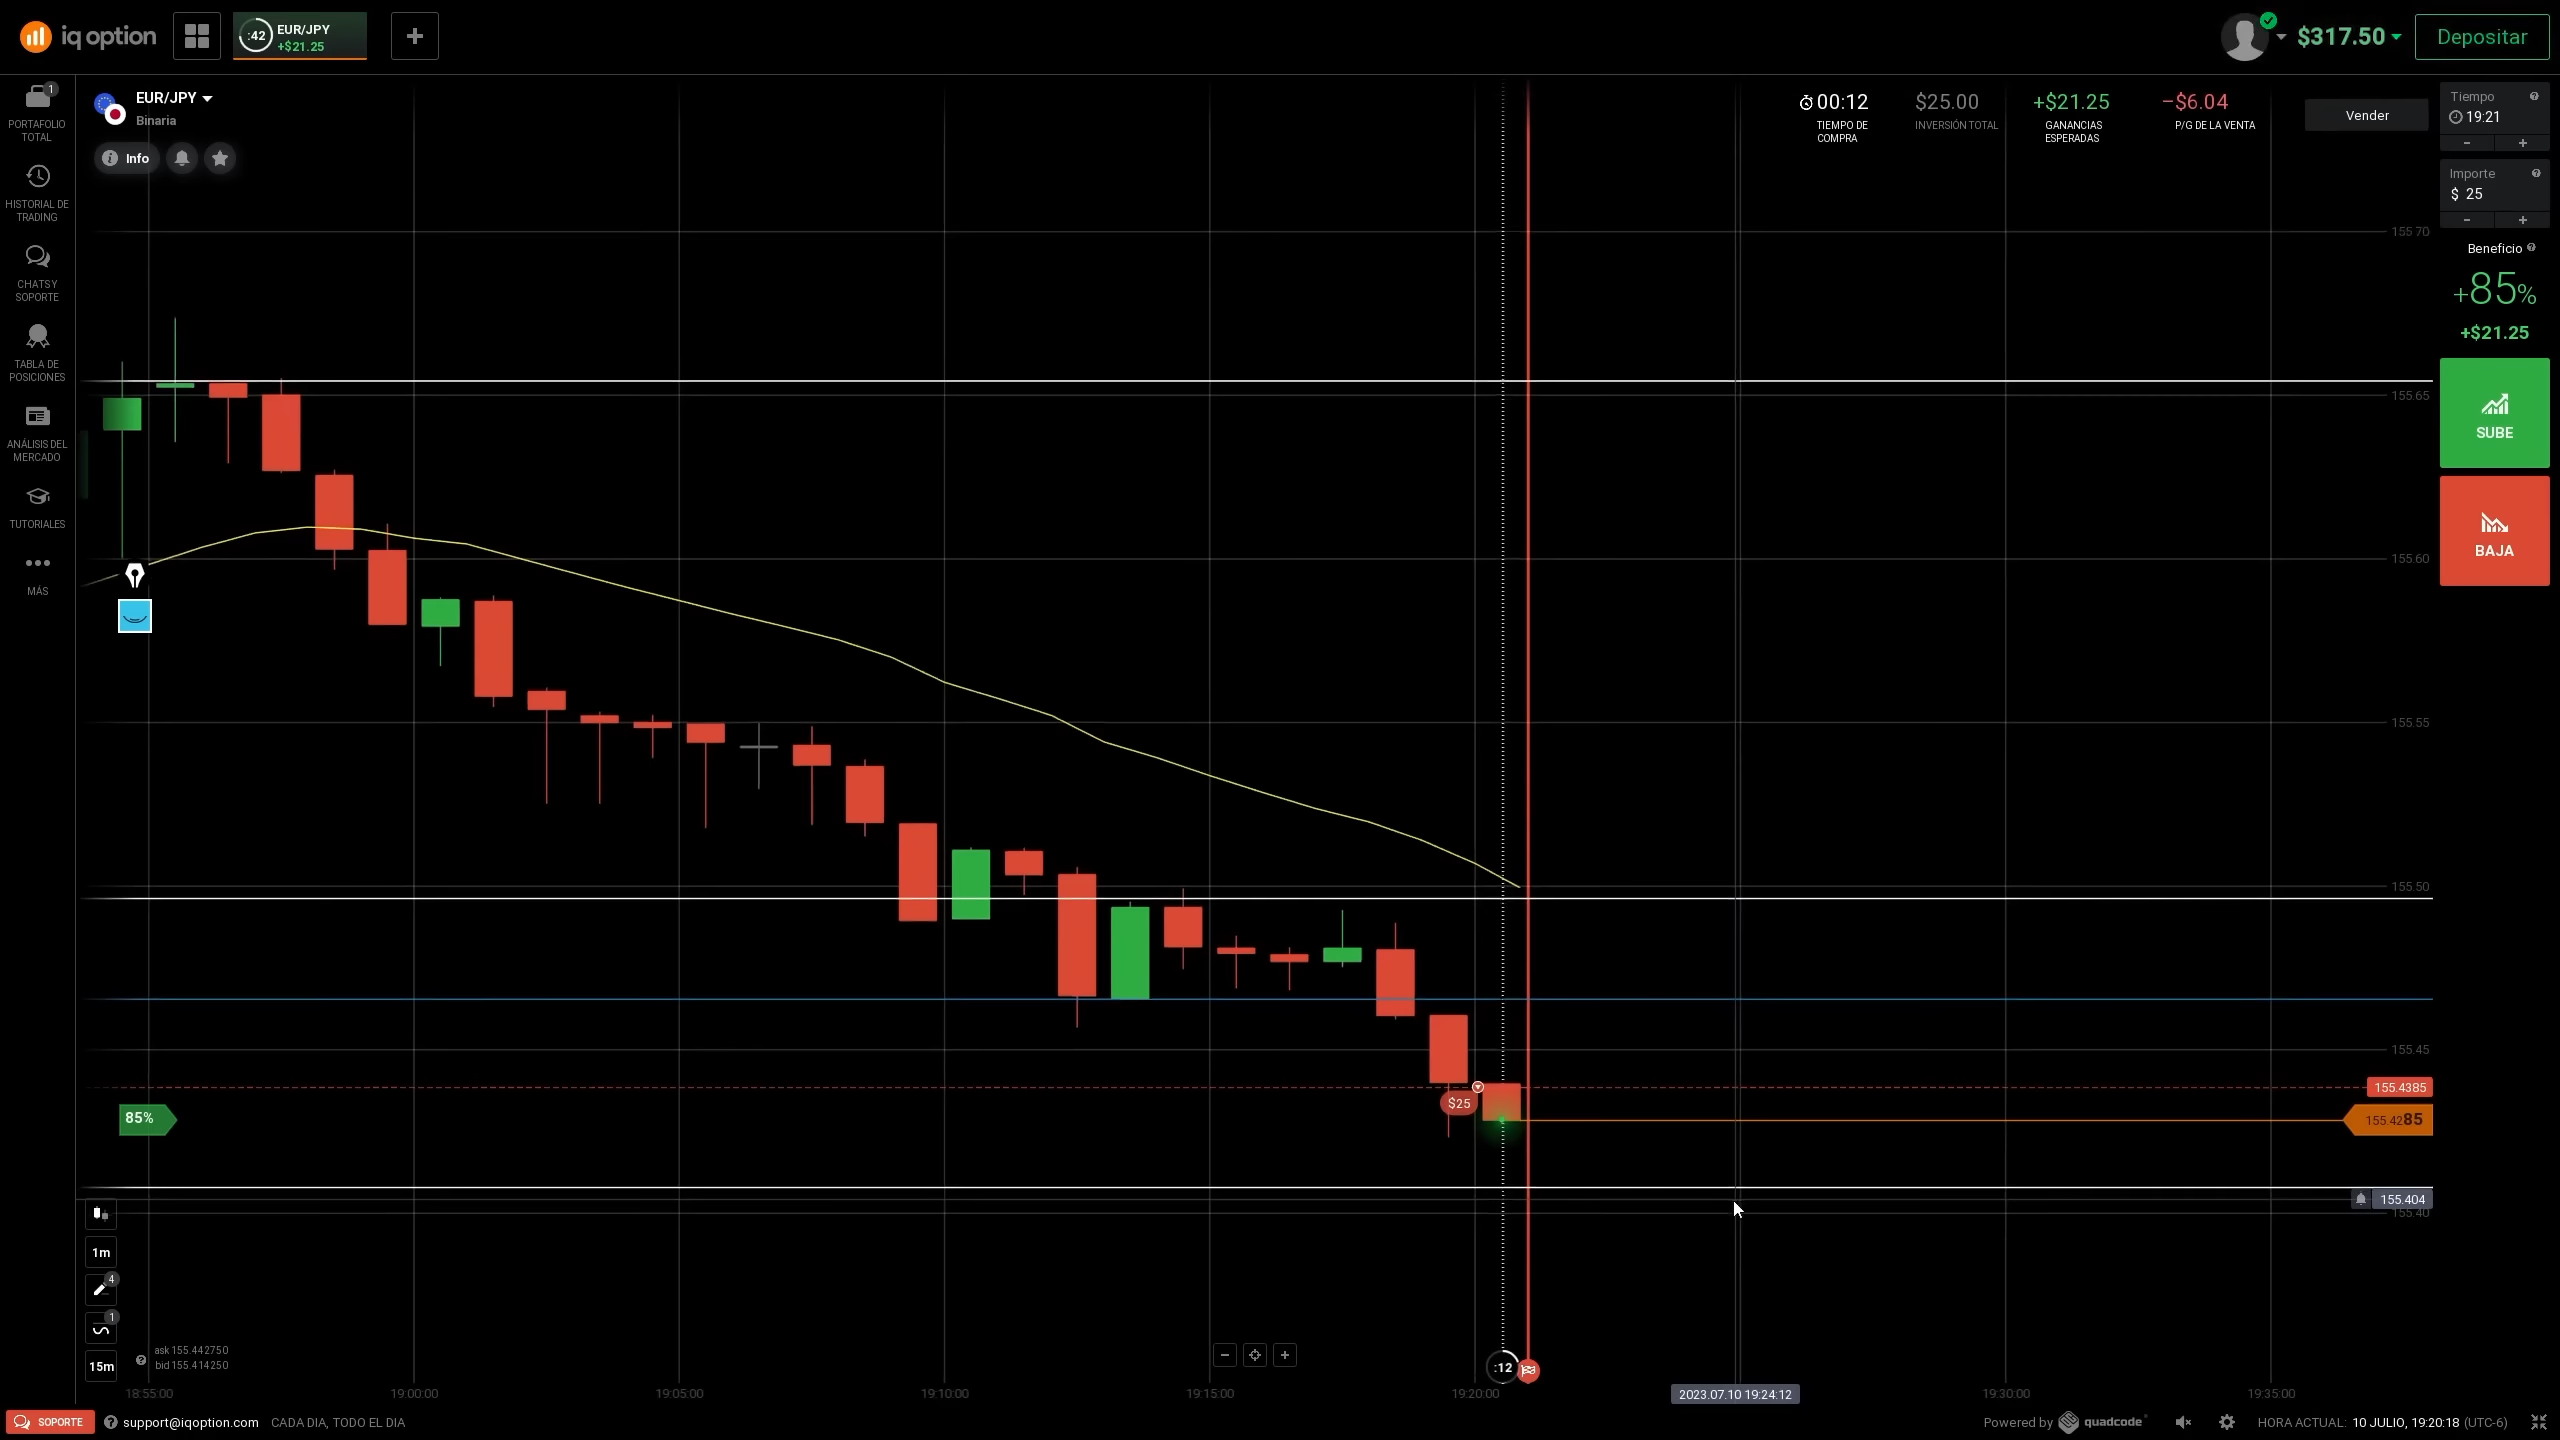 iq option
:42
EUR/JPY
+$21.25
$317.50
Depositar
1
PORTAFOLIO
TOTAL
HISTORIAL DE
TRADING
CHATS Y
SOPORTE
TABLA DE
POSICIONES
ANÁLISIS DEL
MERCADO
TUTORIALES
MÁS
EUR/JPY
Binaria
Info
00:12
TIEMPO DE
COMPRA
$25.00
INVERSIÓN TOTAL
+$21.25
GANANCIAS
ESPERADAS
−$6.04
P/G DE LA VENTA
Vender
Tiempo
19:21
Importe
$ 25
Beneficio
+85%
+$21.25
SUBE
BAJA
155.70
155.65
155.60
155.55
155.50
155.45
155.4385
155.4285
155.404
155.40
$25
85%
1m
4
1
15m
ask 155.442750
bid 155.414250
:12
18:55:00
19:00:00
19:05:00
19:10:00
19:15:00
19:20:00
2023.07.10 19:24:12
19:30:00
19:35:00
SOPORTE
support@iqoption.com
CADA DIA, TODO EL DIA
Powered by quadcode
HORA ACTUAL: 10 JULIO, 19:20:18 (UTC-6)